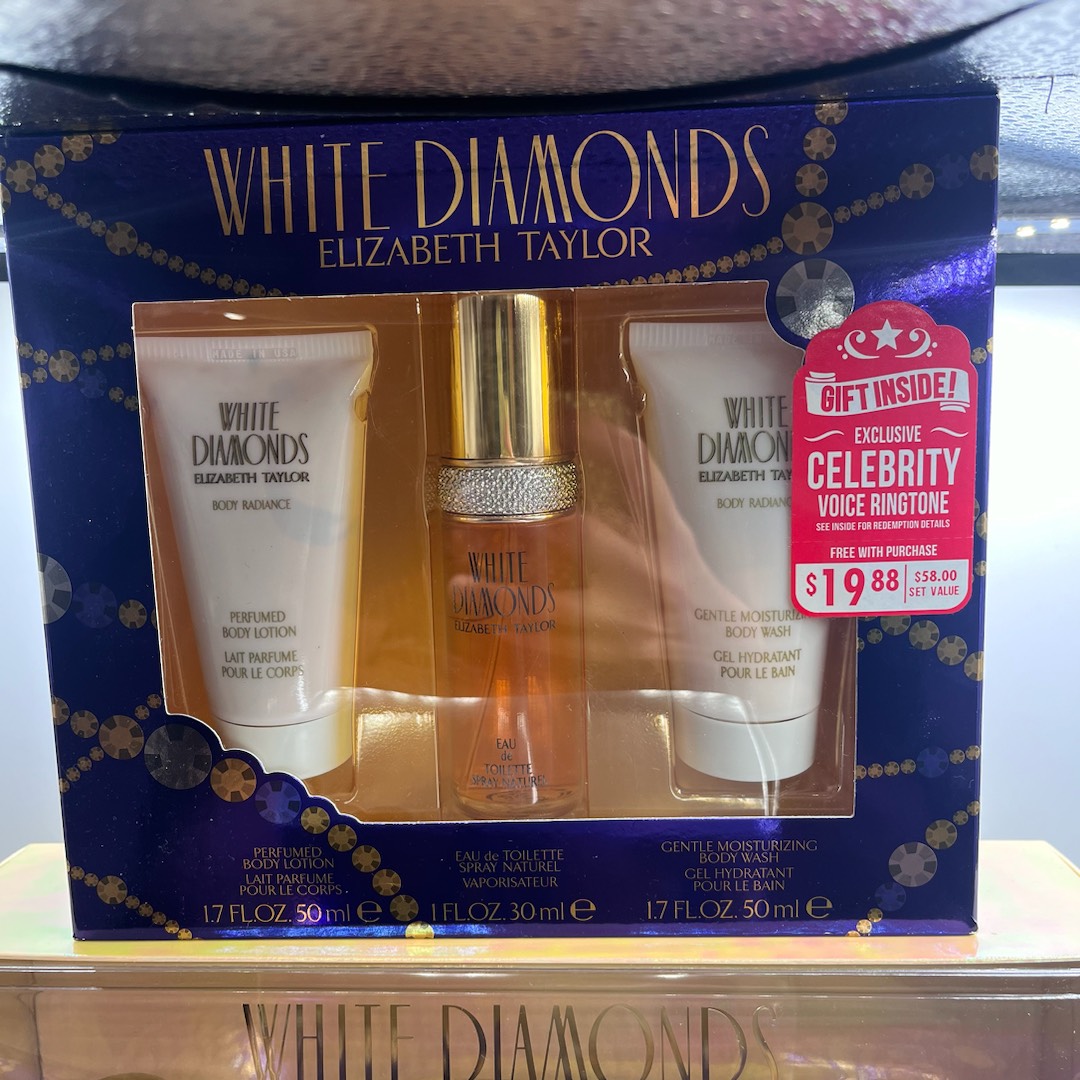 WHITE DIAMONDS
ELIZABETH TAYLOR
MADE IN USA
WHITE
DIAMONDS
ELIZABETH TAYLOR
BODY RADIANCE
PERFUMED
BODY LOTION
LAIT PARFUME
POUR LE CORPS
WHITE
DIAMONDS
ELIZABETH TAYLOR
EAU
de
TOILETTE
SPRAY NATUREL
WHITE
DIAMON
ELIZABETH TAY
BODY RADIANC
GENTLE MOISTURIZING
BODY WASH
GEL HYDRATANT
POUR LE BAIN
GIFT INSIDE!
EXCLUSIVE
CELEBRITY
VOICE RINGTONE
SEE INSIDE FOR REDEMPTION DETAILS
FREE WITH PURCHASE
$19 88 $58.00
SET VALUE
PERFUMED
BODY LOTION
LAIT PARFUME
POUR LE CORPS
1.7 FL.OZ. 50 ml e
EAU de TOILETTE
SPRAY NATUREL
VAPORISATEUR
1 FL.OZ. 30 ml e
GENTLE MOISTURIZING
BODY WASH
GEL HYDRATANT
POUR LE BAIN
1.7 FL.OZ. 50 ml e
WHITE DIAMONDS